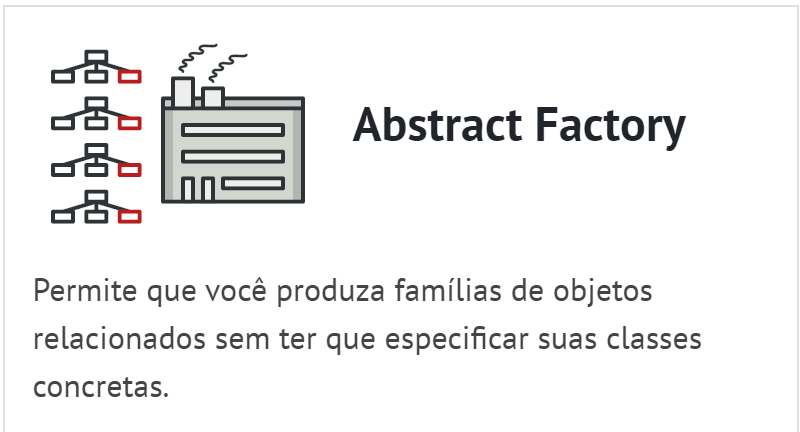 Abstract Factory
Permite que você produza famílias de objetos
relacionados sem ter que especificar suas classes
concretas.